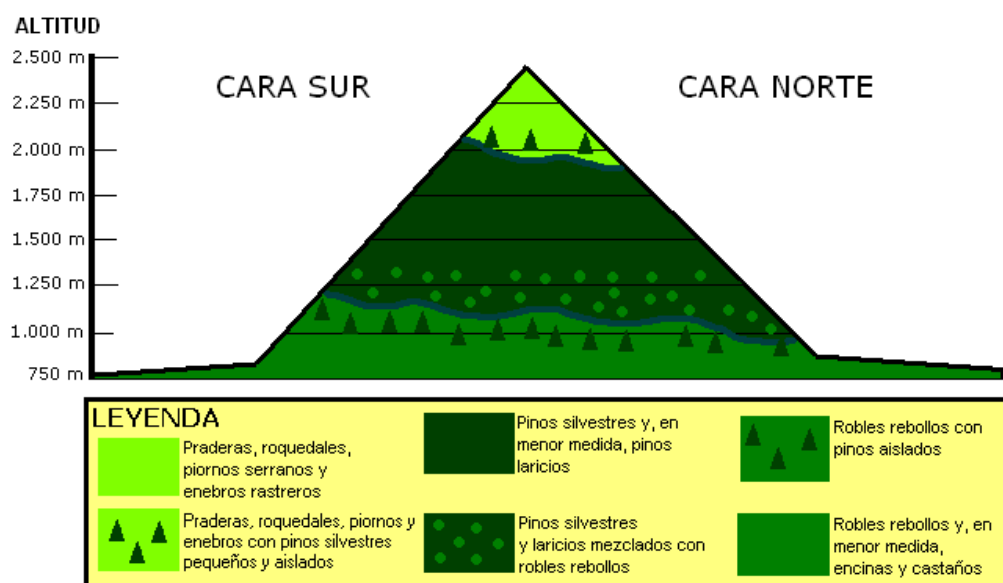 ALTITUD
2.500 m
CARA SUR
CARA NORTE
2.250 m
2.000 m
1.750 m
1.500 m
1.250 m
1.000 m
750 m
LEYENDA
Praderas, roquedales,
piornos serranos y
enebros rastreros
Pinos silvestres y, en
menor medida, pinos
laricios
Robles rebollos con
pinos aislados
Praderas, roquedales, piornos y
enebros con pinos silvestres
pequeños y aislados
Pinos silvestres
y laricios mezclados con
robles rebollos
Robles rebollos y, en
menor medida,
encinas y castaños